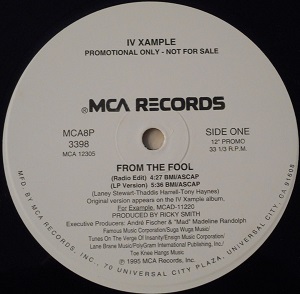 IV XAMPLE
PROMOTIONAL ONLY - NOT FOR SALE
®MCA RECORDS
MCA8P
3398
MCA 12305
SIDE ONE
12" PROMO
33 1/3 R.P.M.
FROM THE FOOL
(Radio Edit) 4:27 BMI/ASCAP
(LP Version) 5:36 BMI/ASCAP
(Laney Stewart-Thaddis Harrell-Tony Haynes)
Original version appears on the IV Xample album,
For Example, MCAD-11220
PRODUCED BY RICKY SMITH
Executive Producers: André Fischer & "Mad" Madeline Randolph
Famous Music Corporation/Sugs Wugs Music/
Tunes On The Verge Of Insanity/Ensign Music Corporation/
Lane Brane Music/PolyGram International Publishing, Inc./
Toe Knee Hangs Music
℗ 1995 MCA Records, Inc.
MFD. BY MCA RECORDS, INC., 70 UNIVERSAL CITY PLAZA, UNIVERSAL CITY, CA 91608